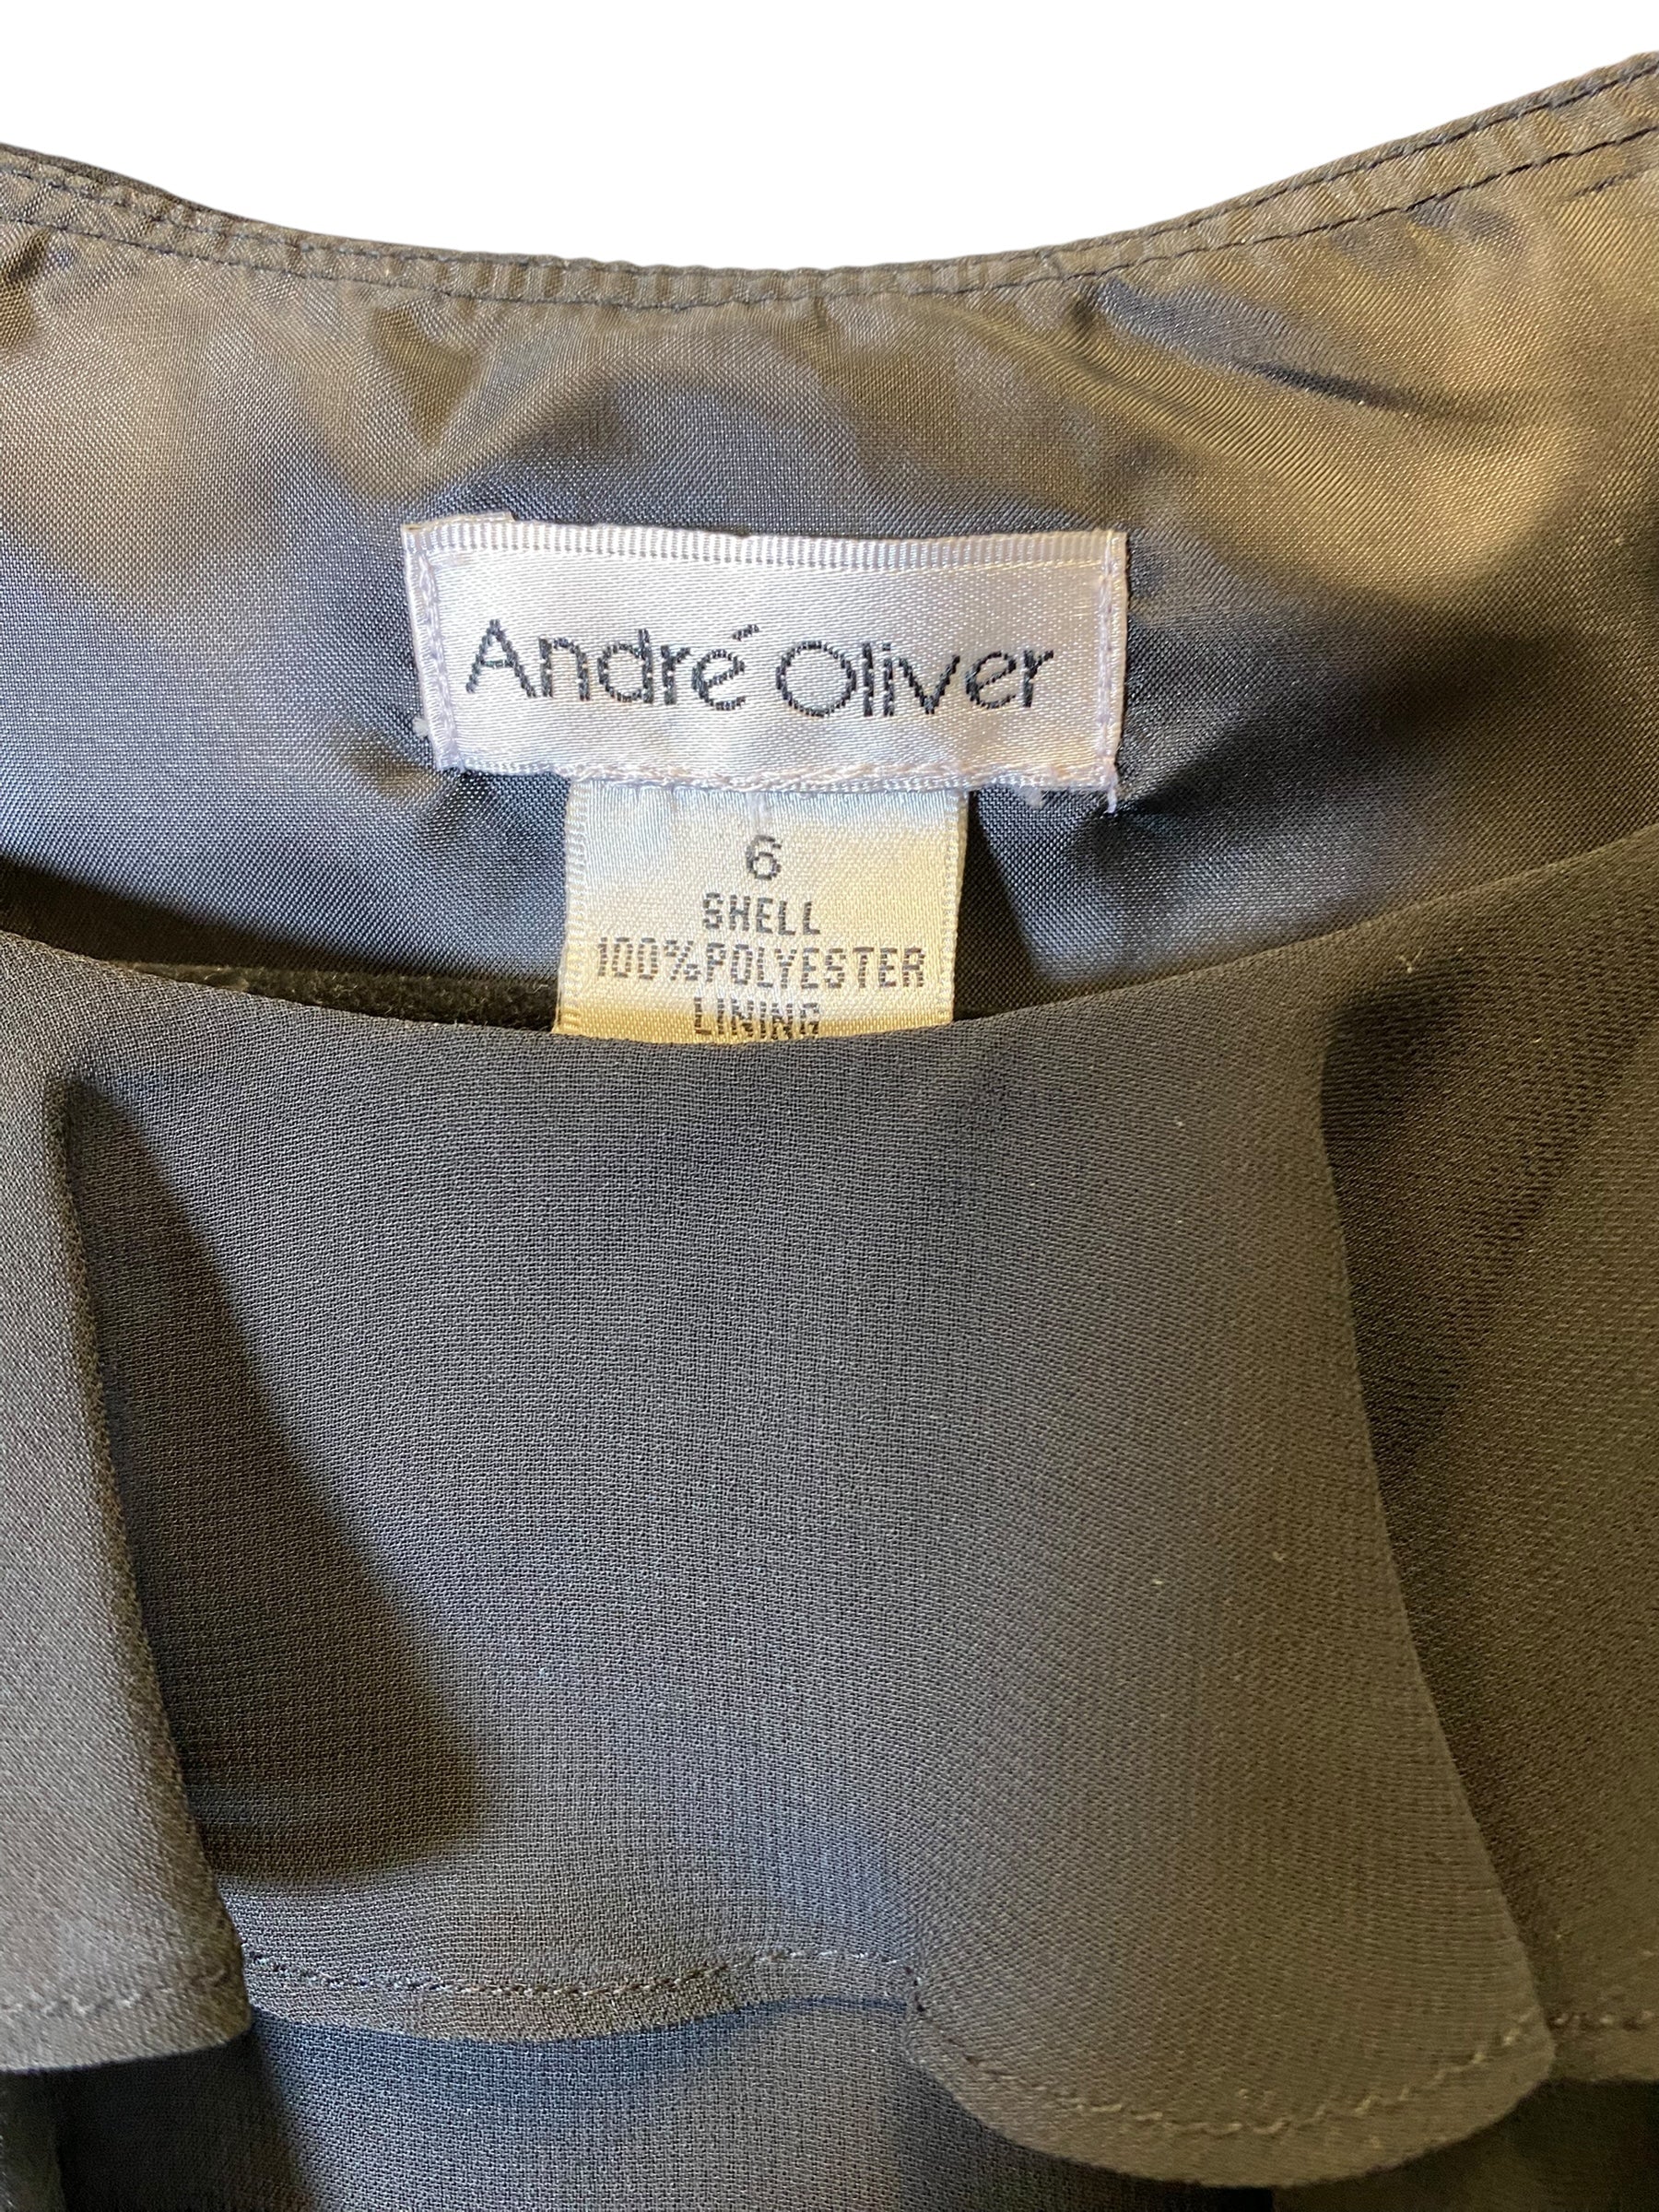 André Oliver
6
SHELL
100%POLYESTER
LINING